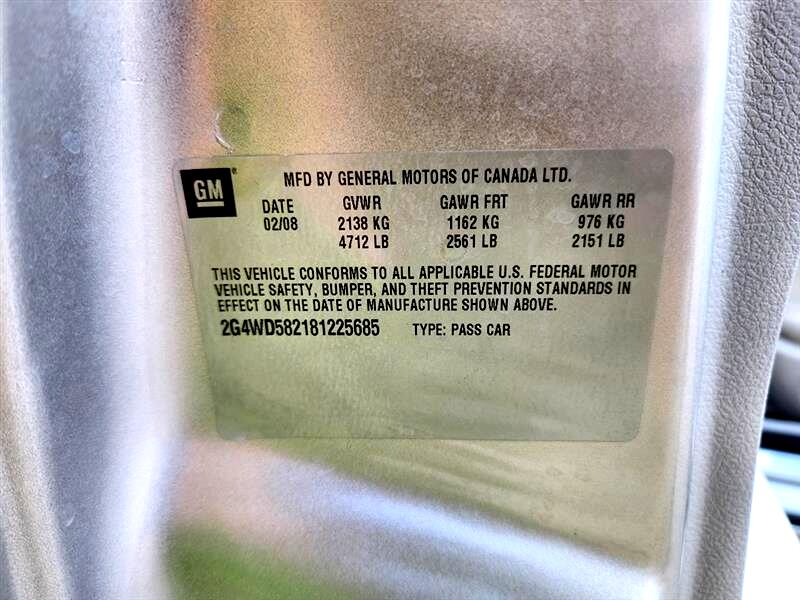 GM
MFD BY GENERAL MOTORS OF CANADA LTD.
DATE GVWR GAWR FRT GAWR RR
02/08 2138 KG 1162 KG 976 KG
4712 LB 2561 LB 2151 LB
THIS VEHICLE CONFORMS TO ALL APPLICABLE U.S. FEDERAL MOTOR
VEHICLE SAFETY, BUMPER, AND THEFT PREVENTION STANDARDS IN
EFFECT ON THE DATE OF MANUFACTURE SHOWN ABOVE.
2G4WD582181225685 TYPE: PASS CAR